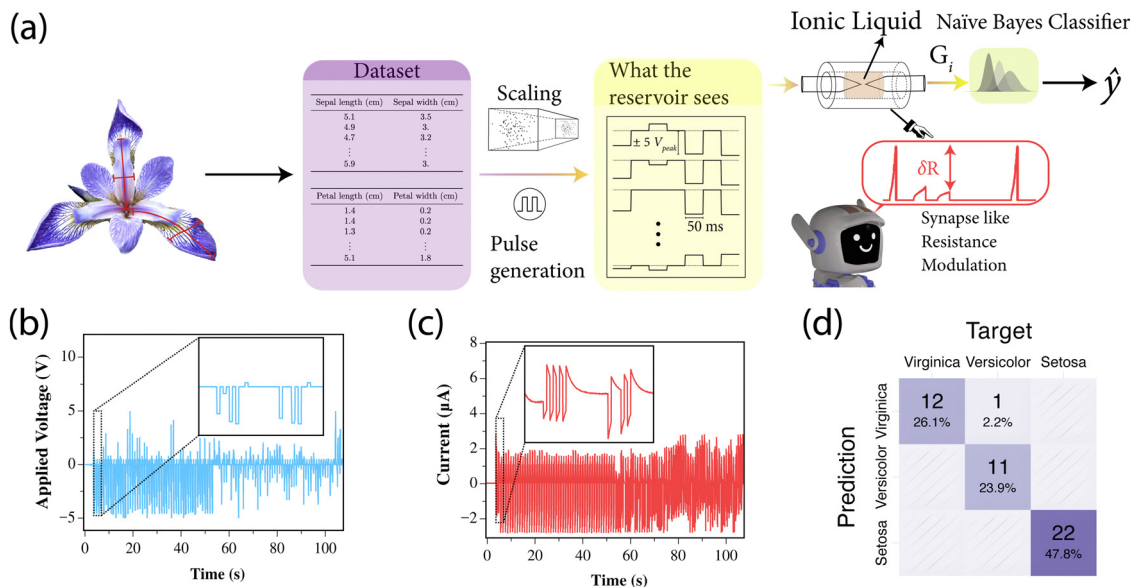 (a)
Dataset
Sepal length (cm) Sepal width (cm)
5.1 3.5
4.9 3.
4.7 3.2
⋮ ⋮
5.9 3.
Petal length (cm) Petal width (cm)
1.4 0.2
1.4 0.2
1.3 0.2
⋮ ⋮
5.1 1.8
Scaling
Pulse
generation
What the
reservoir sees
± 5 Vpeak
50 ms
Ionic Liquid
Naïve Bayes Classifier
Gi
ŷ
δR
Synapse like
Resistance
Modulation
(b)
Applied Voltage (V)
10
5
0
-5
0 20 40 60 80 100
Time (s)
(c)
Current (μA)
8
6
4
2
0
−2
0 20 40 60 80 100
Time (s)
(d)
Target
Virginica Versicolor Setosa
Prediction
Virginica
Versicolor
Setosa
12 1
26.1% 2.2%
11
23.9%
22
47.8%